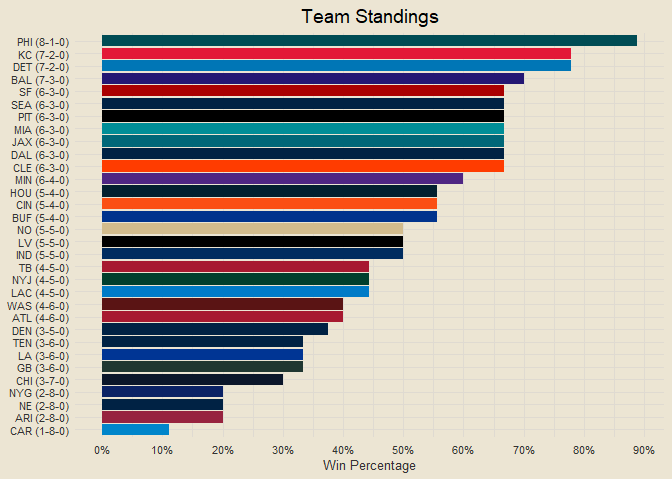 Team Standings
PHI (8-1-0)
KC (7-2-0)
DET (7-2-0)
BAL (7-3-0)
SF (6-3-0)
SEA (6-3-0)
PIT (6-3-0)
MIA (6-3-0)
JAX (6-3-0)
DAL (6-3-0)
CLE (6-3-0)
MIN (6-4-0)
HOU (5-4-0)
CIN (5-4-0)
BUF (5-4-0)
NO (5-5-0)
LV (5-5-0)
IND (5-5-0)
TB (4-5-0)
NYJ (4-5-0)
LAC (4-5-0)
WAS (4-6-0)
ATL (4-6-0)
DEN (3-5-0)
TEN (3-6-0)
LA (3-6-0)
GB (3-6-0)
CHI (3-7-0)
NYG (2-8-0)
NE (2-8-0)
ARI (2-8-0)
CAR (1-8-0)
0% 10% 20% 30% 40% 50% 60% 70% 80% 90%
Win Percentage